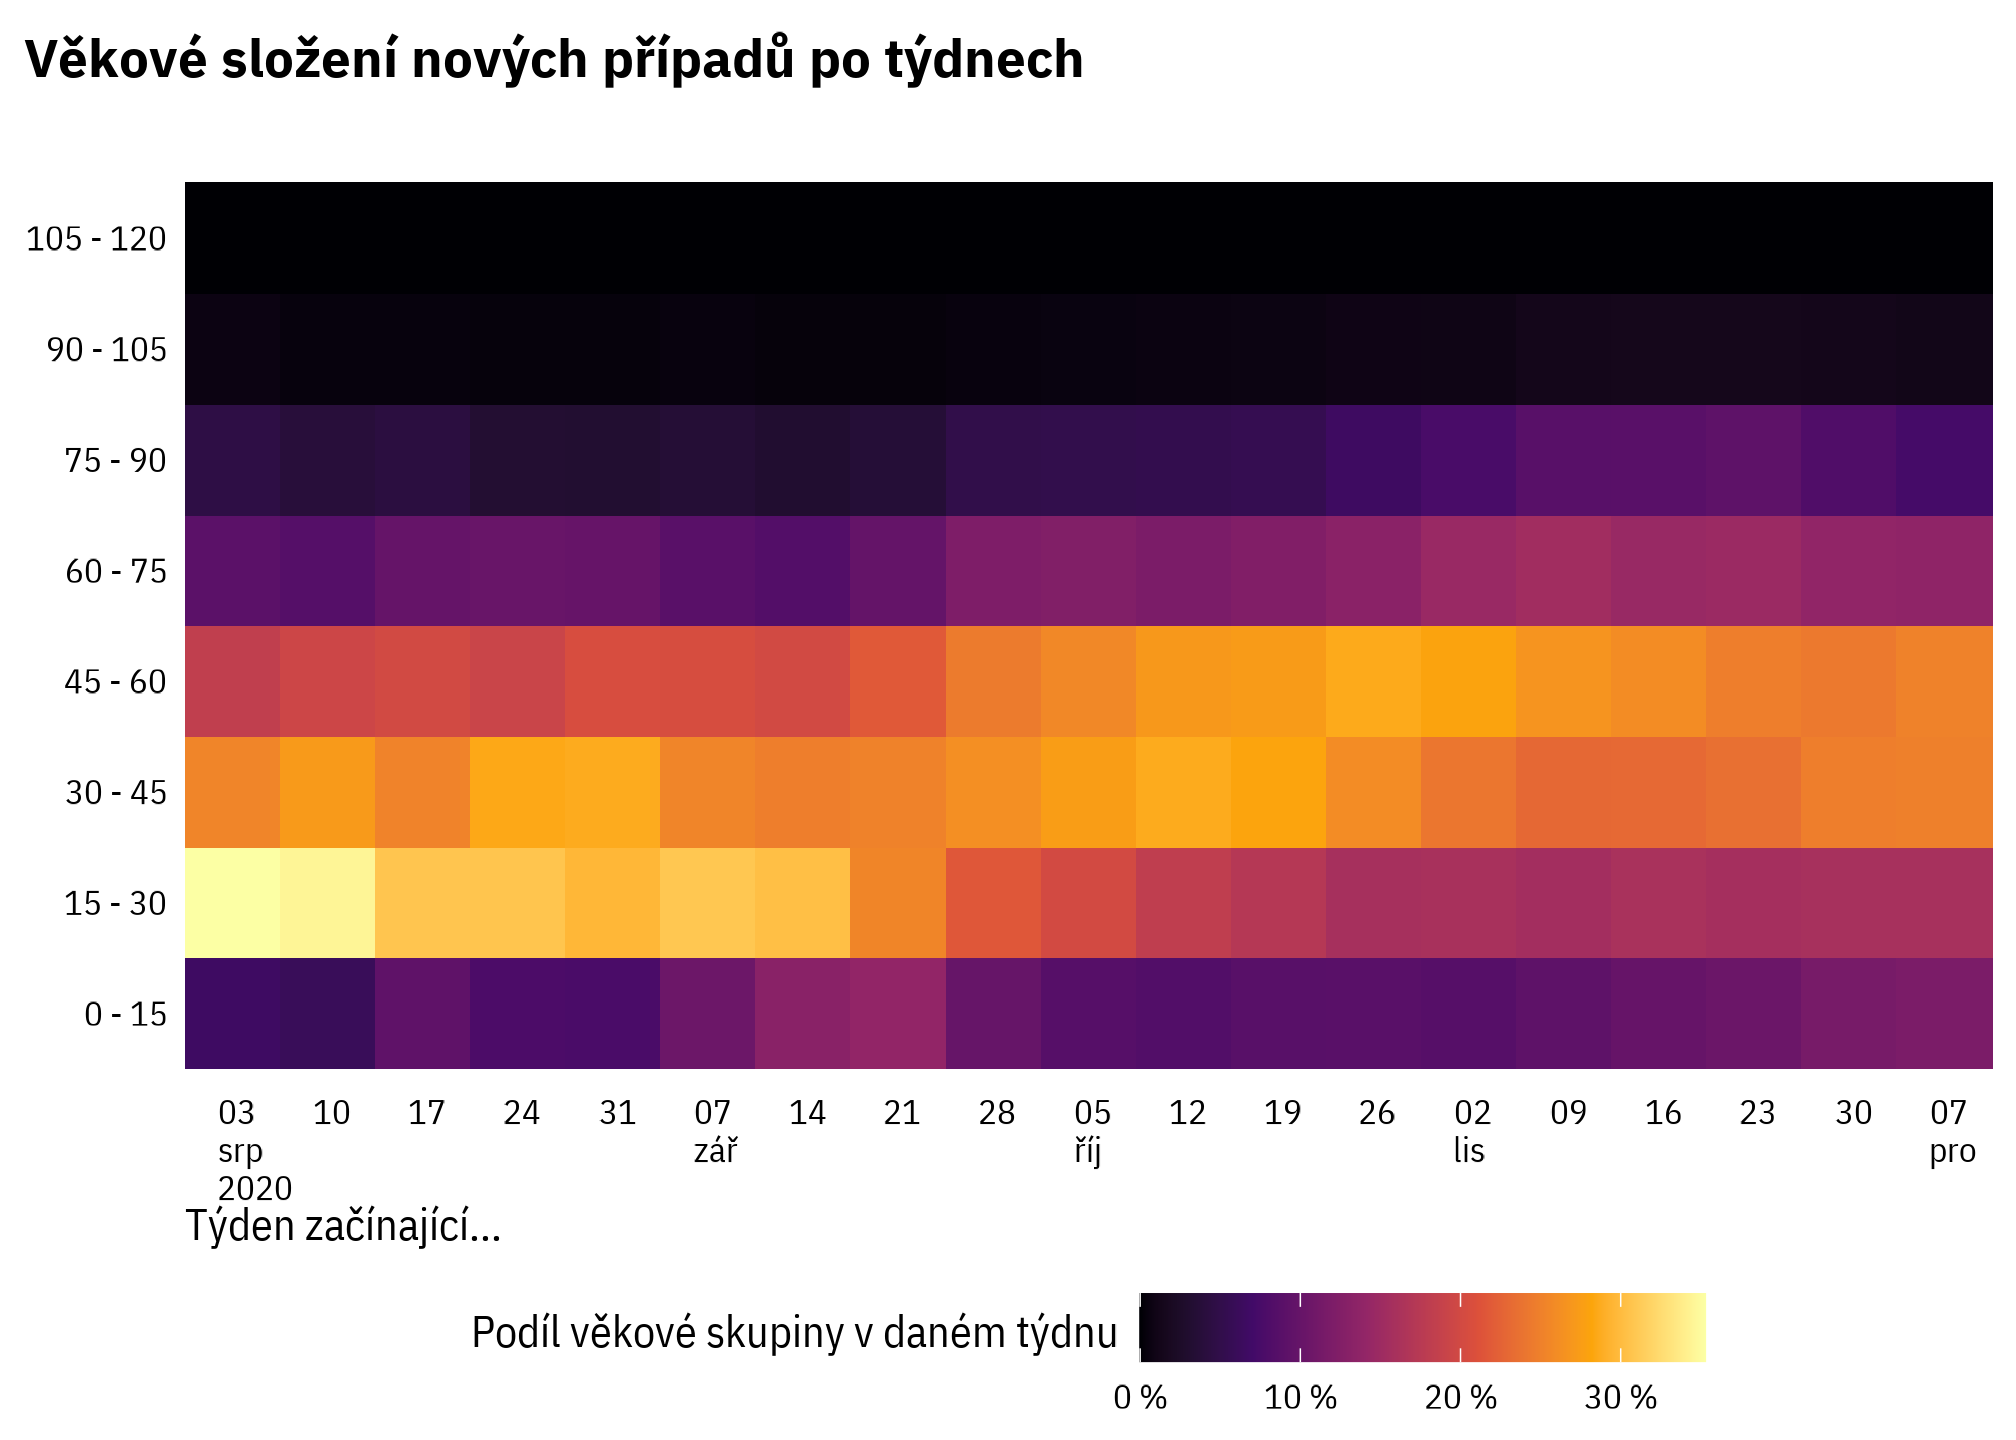 Věkové složení nových případů po týdnech
105 - 120
90 - 105
75 - 90
60 - 75
45 - 60
30 - 45
15 - 30
0 - 15
03 10 17 24 31 07 14 21 28 05 12 19 26 02 09 16 23 30 07
srp zář říj lis pro
2020
Týden začínající...
Podíl věkové skupiny v daném týdnu
0 % 10 % 20 % 30 %